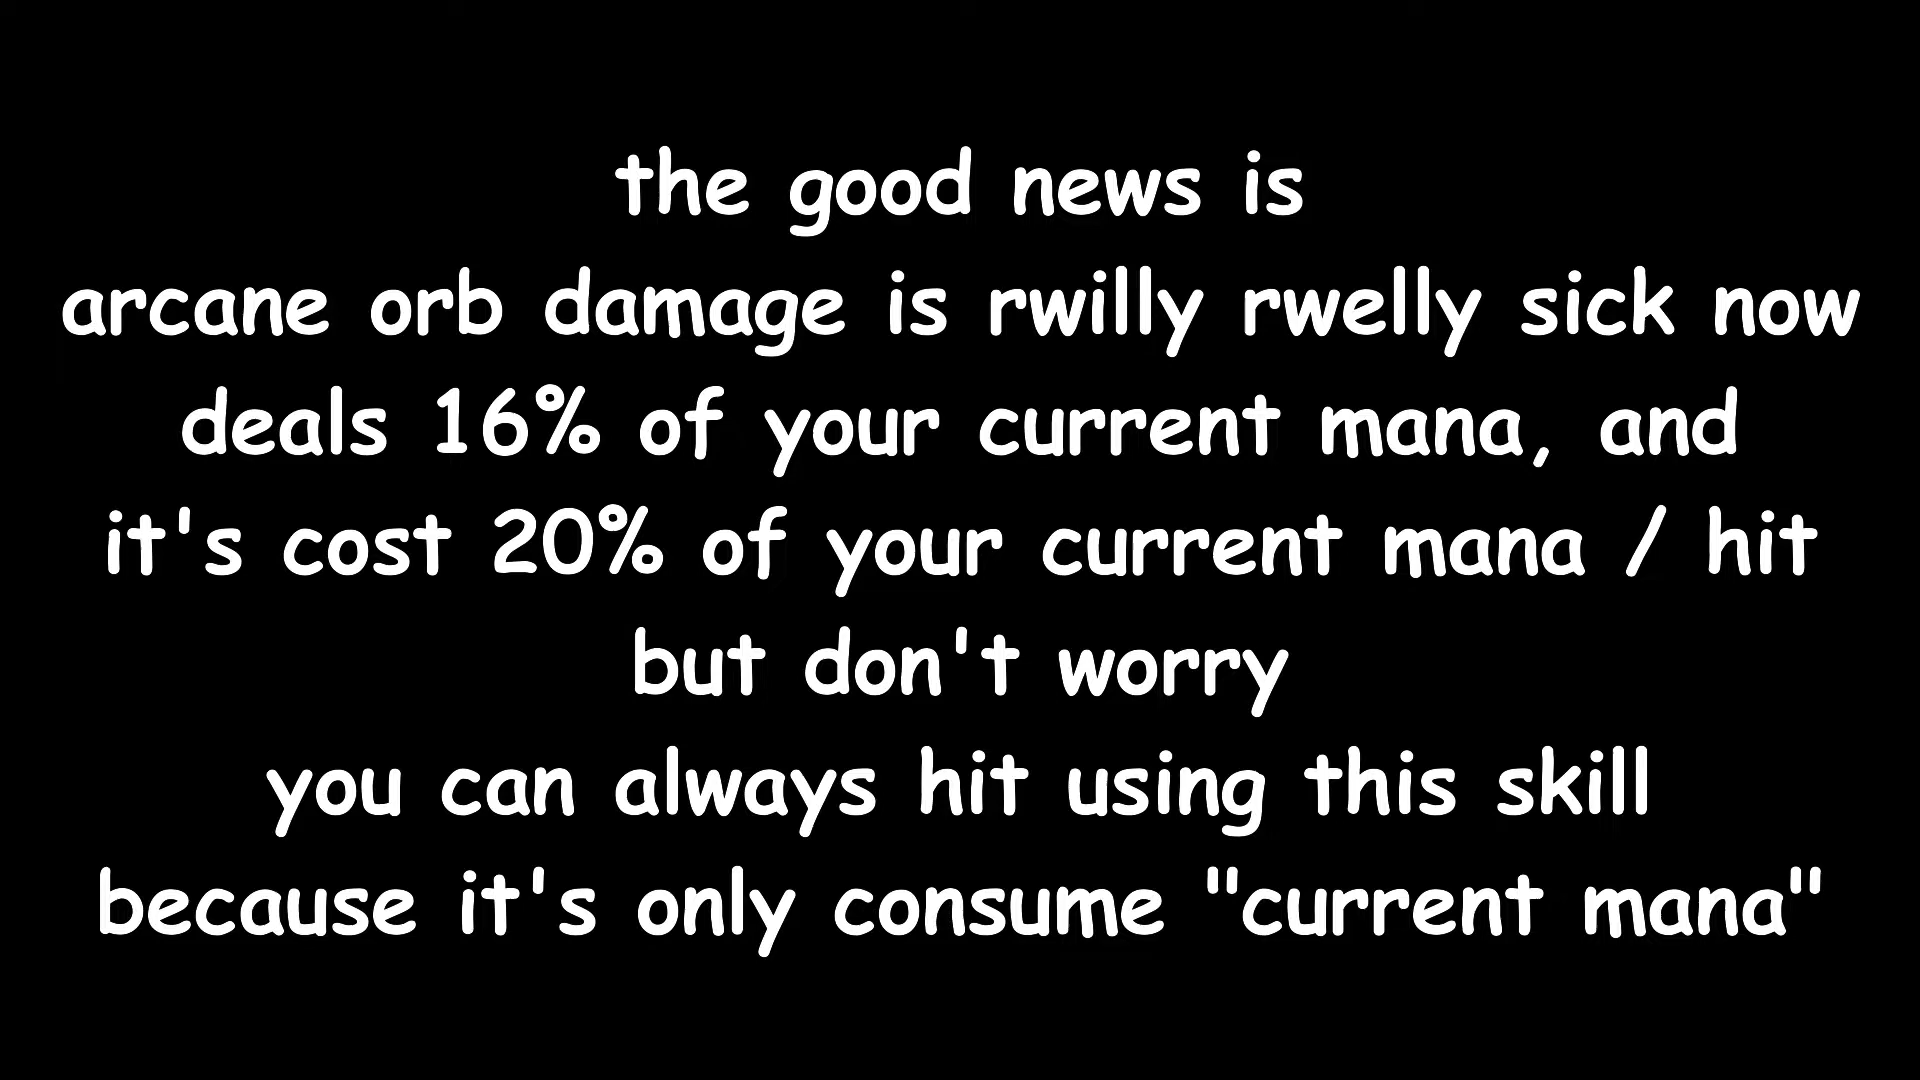 the good news is
arcane orb damage is rwilly rwelly sick now
deals 16% of your current mana, and
it's cost 20% of your current mana / hit
but don't worry
you can always hit using this skill
because it's only consume "current mana"